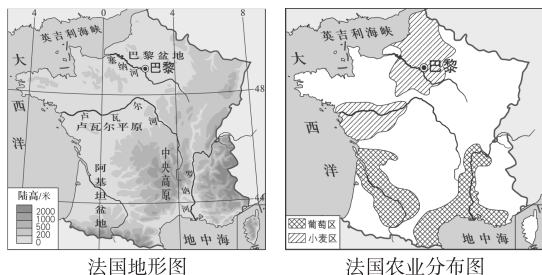 4 0 4 8
英吉利海峡
大西洋
巴黎盆地
塞纳河
巴黎
48
卢瓦尔河
卢瓦尔平原
中央高原
罗讷河
阿基坦盆地
44
地中海
陆高/米
2000
1000
500
200
0
法国地形图
英吉利海峡
大西洋
巴黎
地中海
葡萄区
小麦区
法国农业分布图